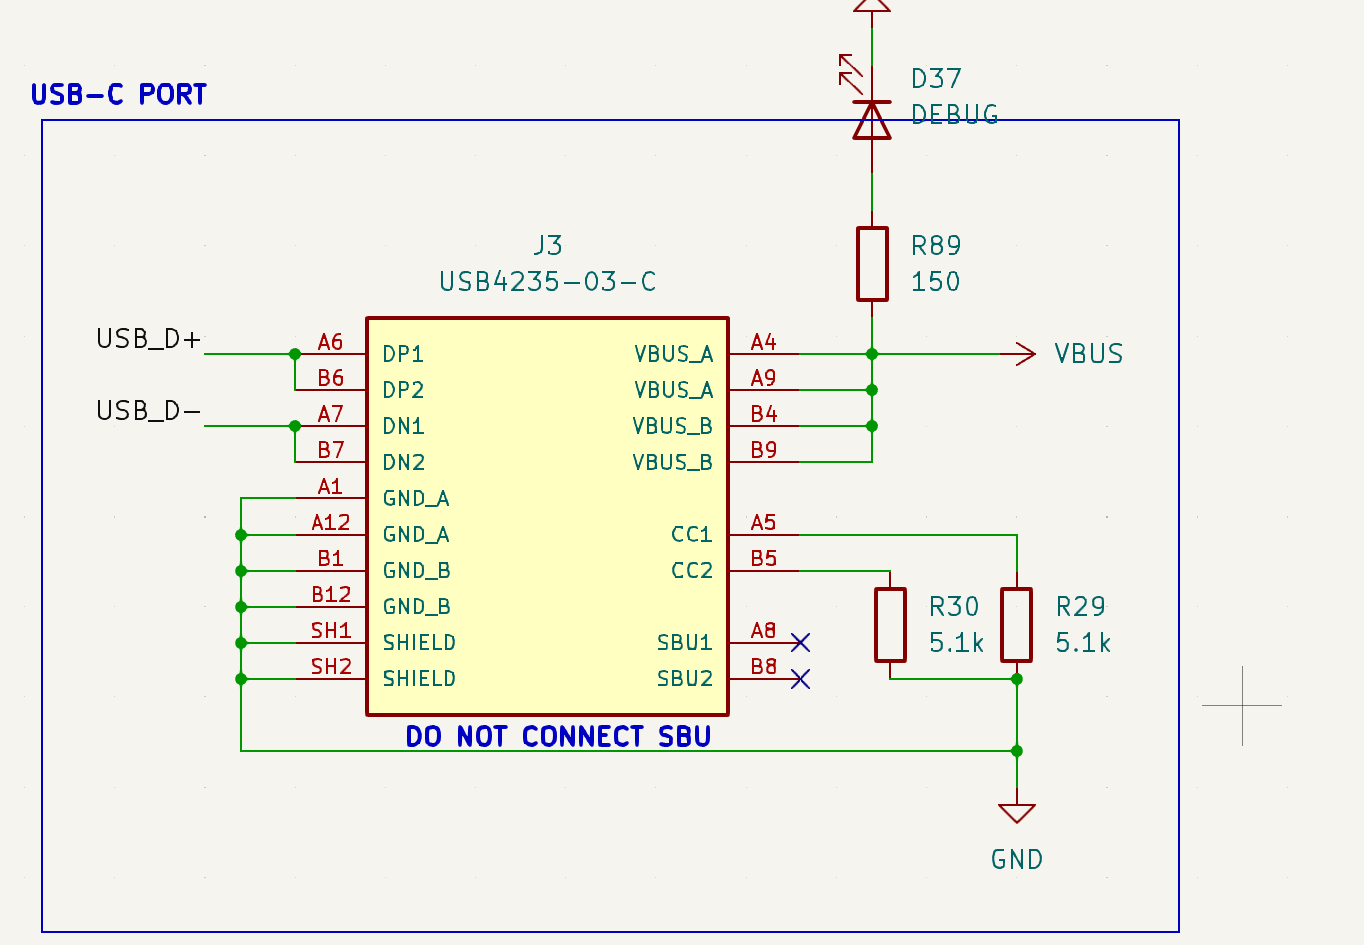 D37
DEBUG
USB-C PORT
R89
150
J3
USB4235-03-C
USB_D+
A6
DP1
VBUS_A
A4
VBUS
B6
DP2
VBUS_A
A9
USB_D-
A7
DN1
VBUS_B
B4
B7
DN2
VBUS_B
B9
A1
GND_A
A12
GND_A
CC1
A5
B1
GND_B
CC2
B5
B12
GND_B
R30
5.1k
R29
5.1k
SH1
SHIELD
SBU1
A8
SH2
SHIELD
SBU2
B8
DO NOT CONNECT SBU
GND